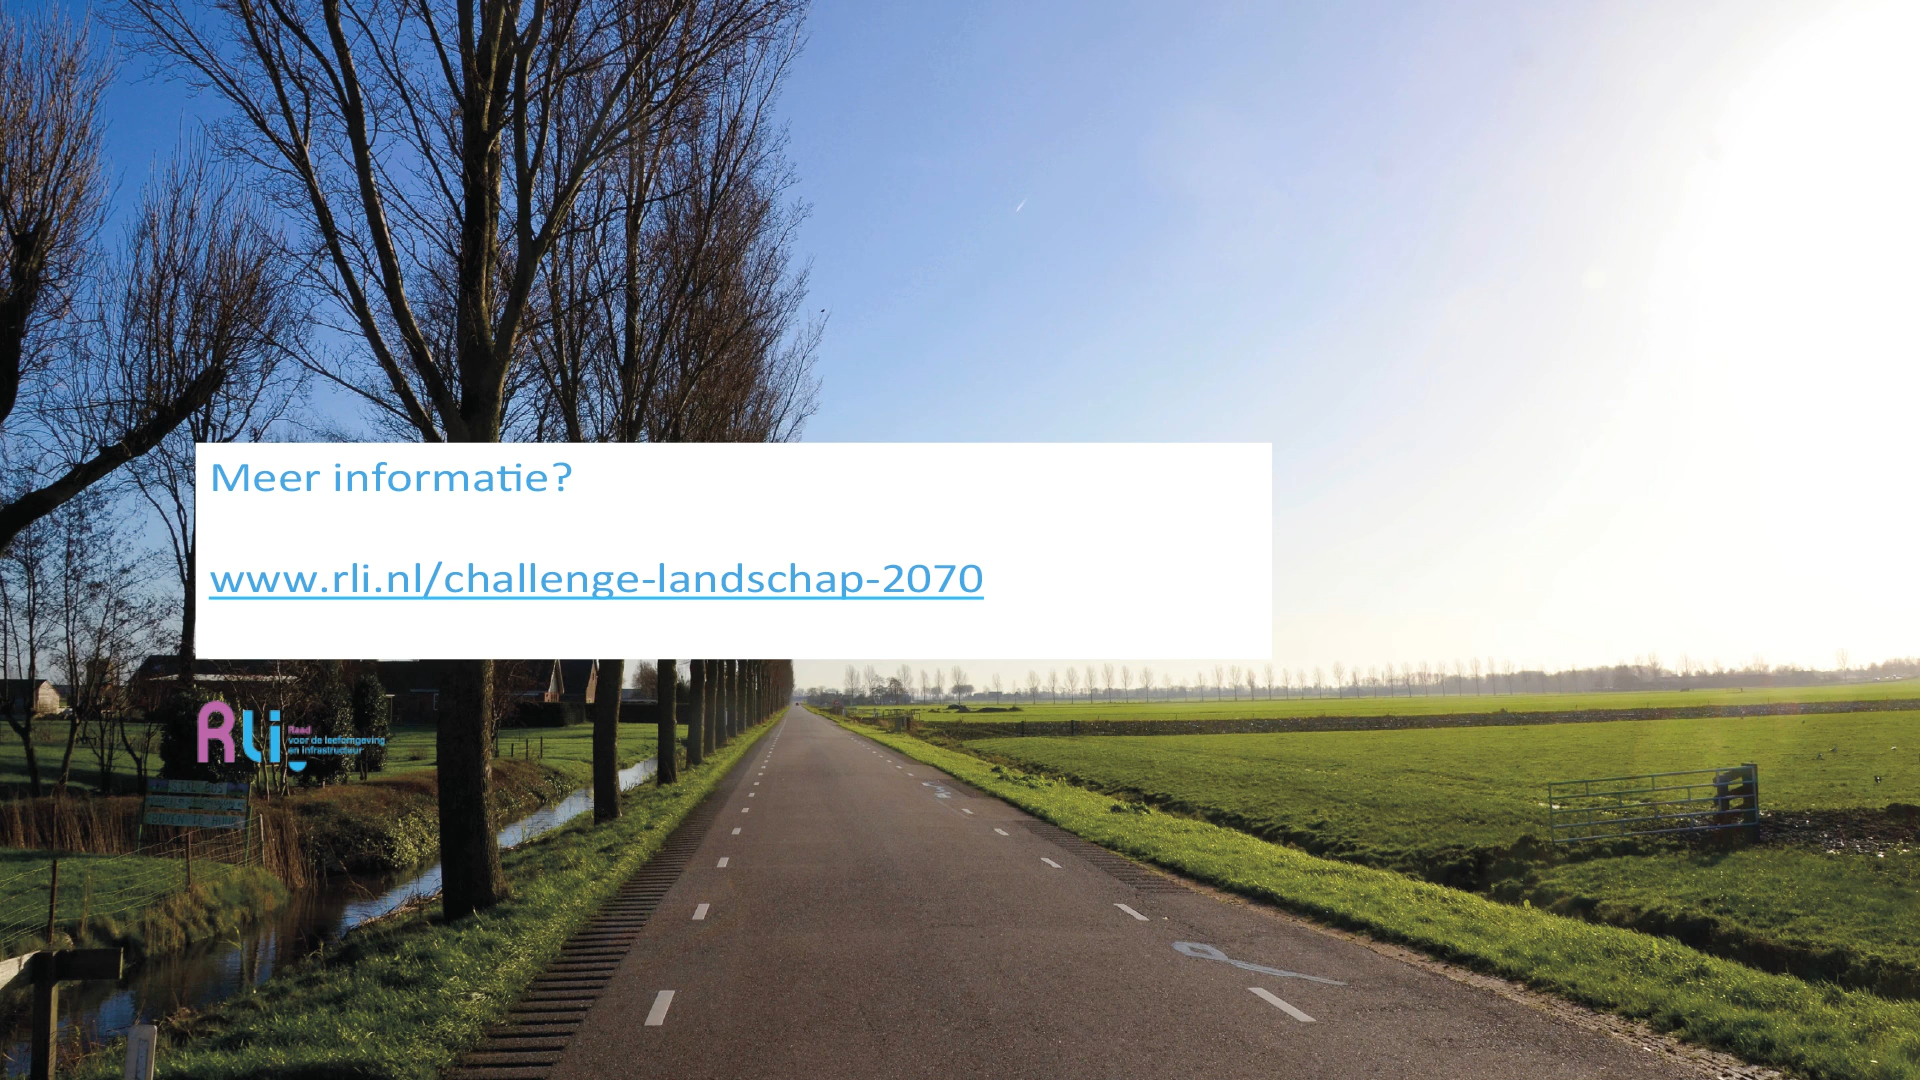 Meer informatie?
www.rli.nl/challenge-landschap-2070
Rli
Raad
voor de leefomgeving
en infrastructuur